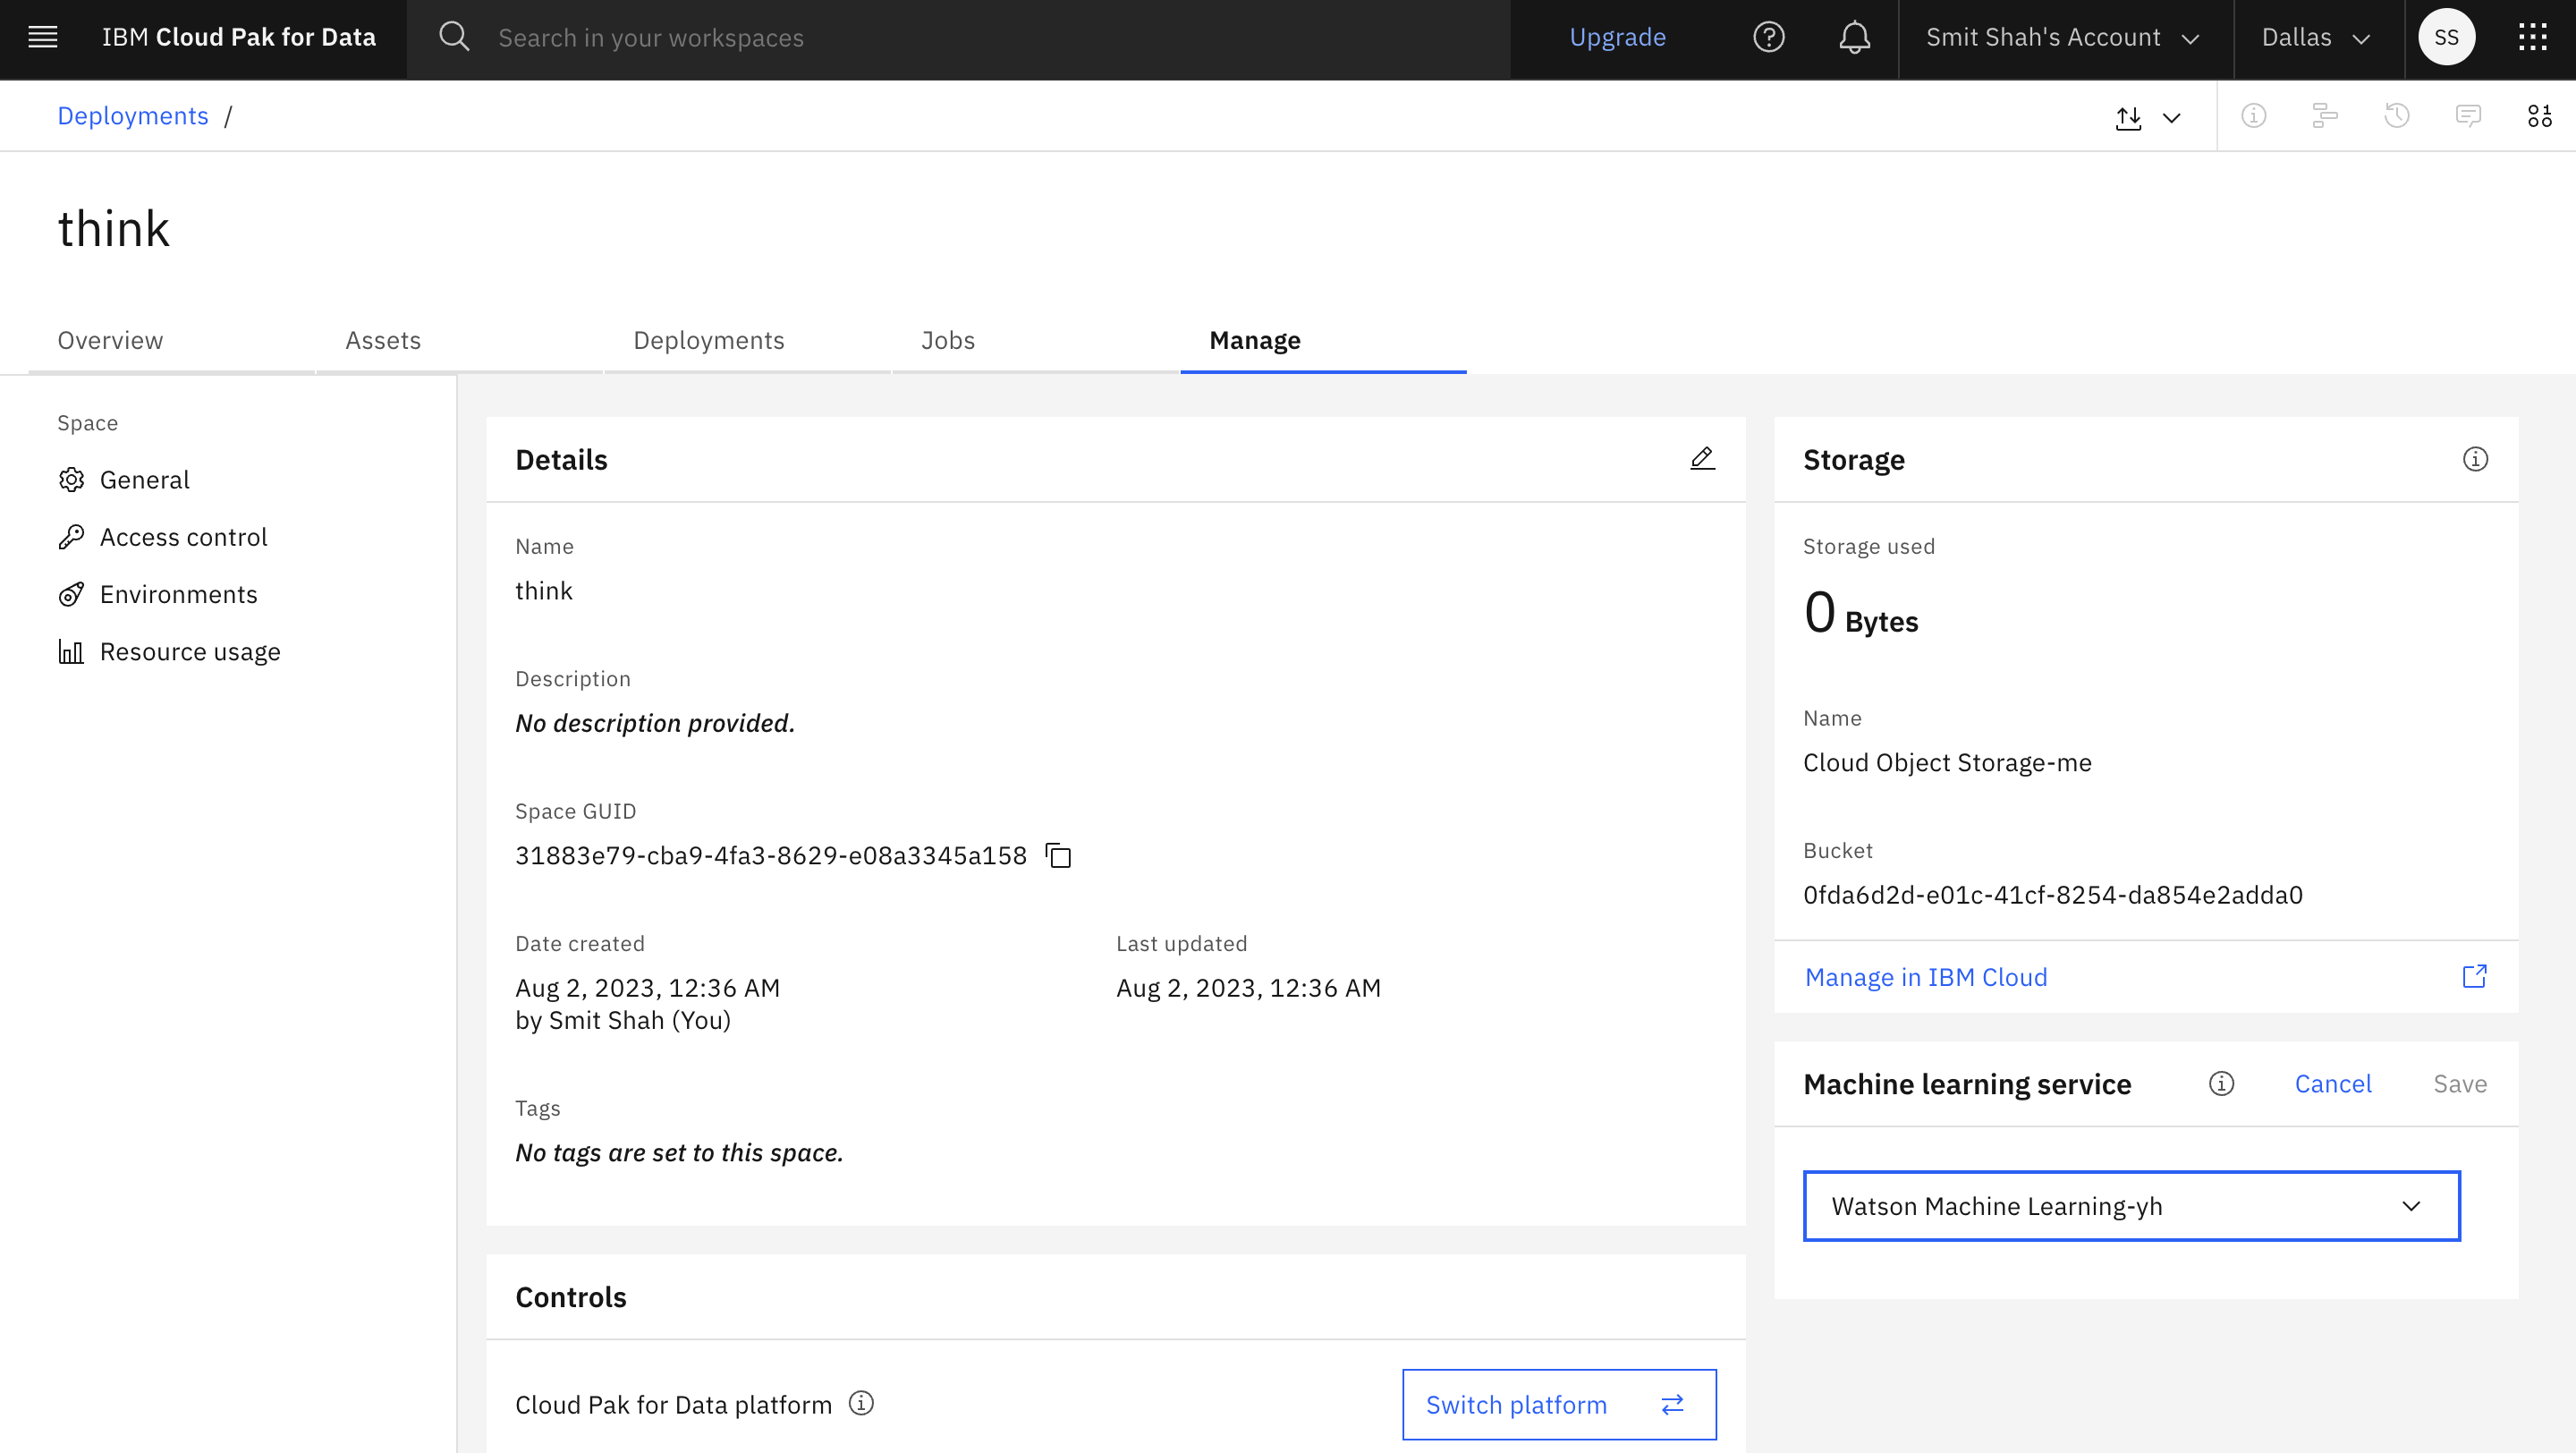 IBM Cloud Pak for Data
Search in your workspaces
Upgrade
Smit Shah's Account
Dallas
SS
Deployments /
think
Overview
Assets
Deployments
Jobs
Manage
Space
General
Access control
Environments
Resource usage
Details
Name
think
Description
No description provided.
Space GUID
31883e79-cba9-4fa3-8629-e08a3345a158
Date created
Aug 2, 2023, 12:36 AM
by Smit Shah (You)
Last updated
Aug 2, 2023, 12:36 AM
Tags
No tags are set to this space.
Controls
Cloud Pak for Data platform
Switch platform
Storage
Storage used
0 Bytes
Name
Cloud Object Storage-me
Bucket
0fda6d2d-e01c-41cf-8254-da854e2adda0
Manage in IBM Cloud
Machine learning service
Cancel
Save
Watson Machine Learning-yh